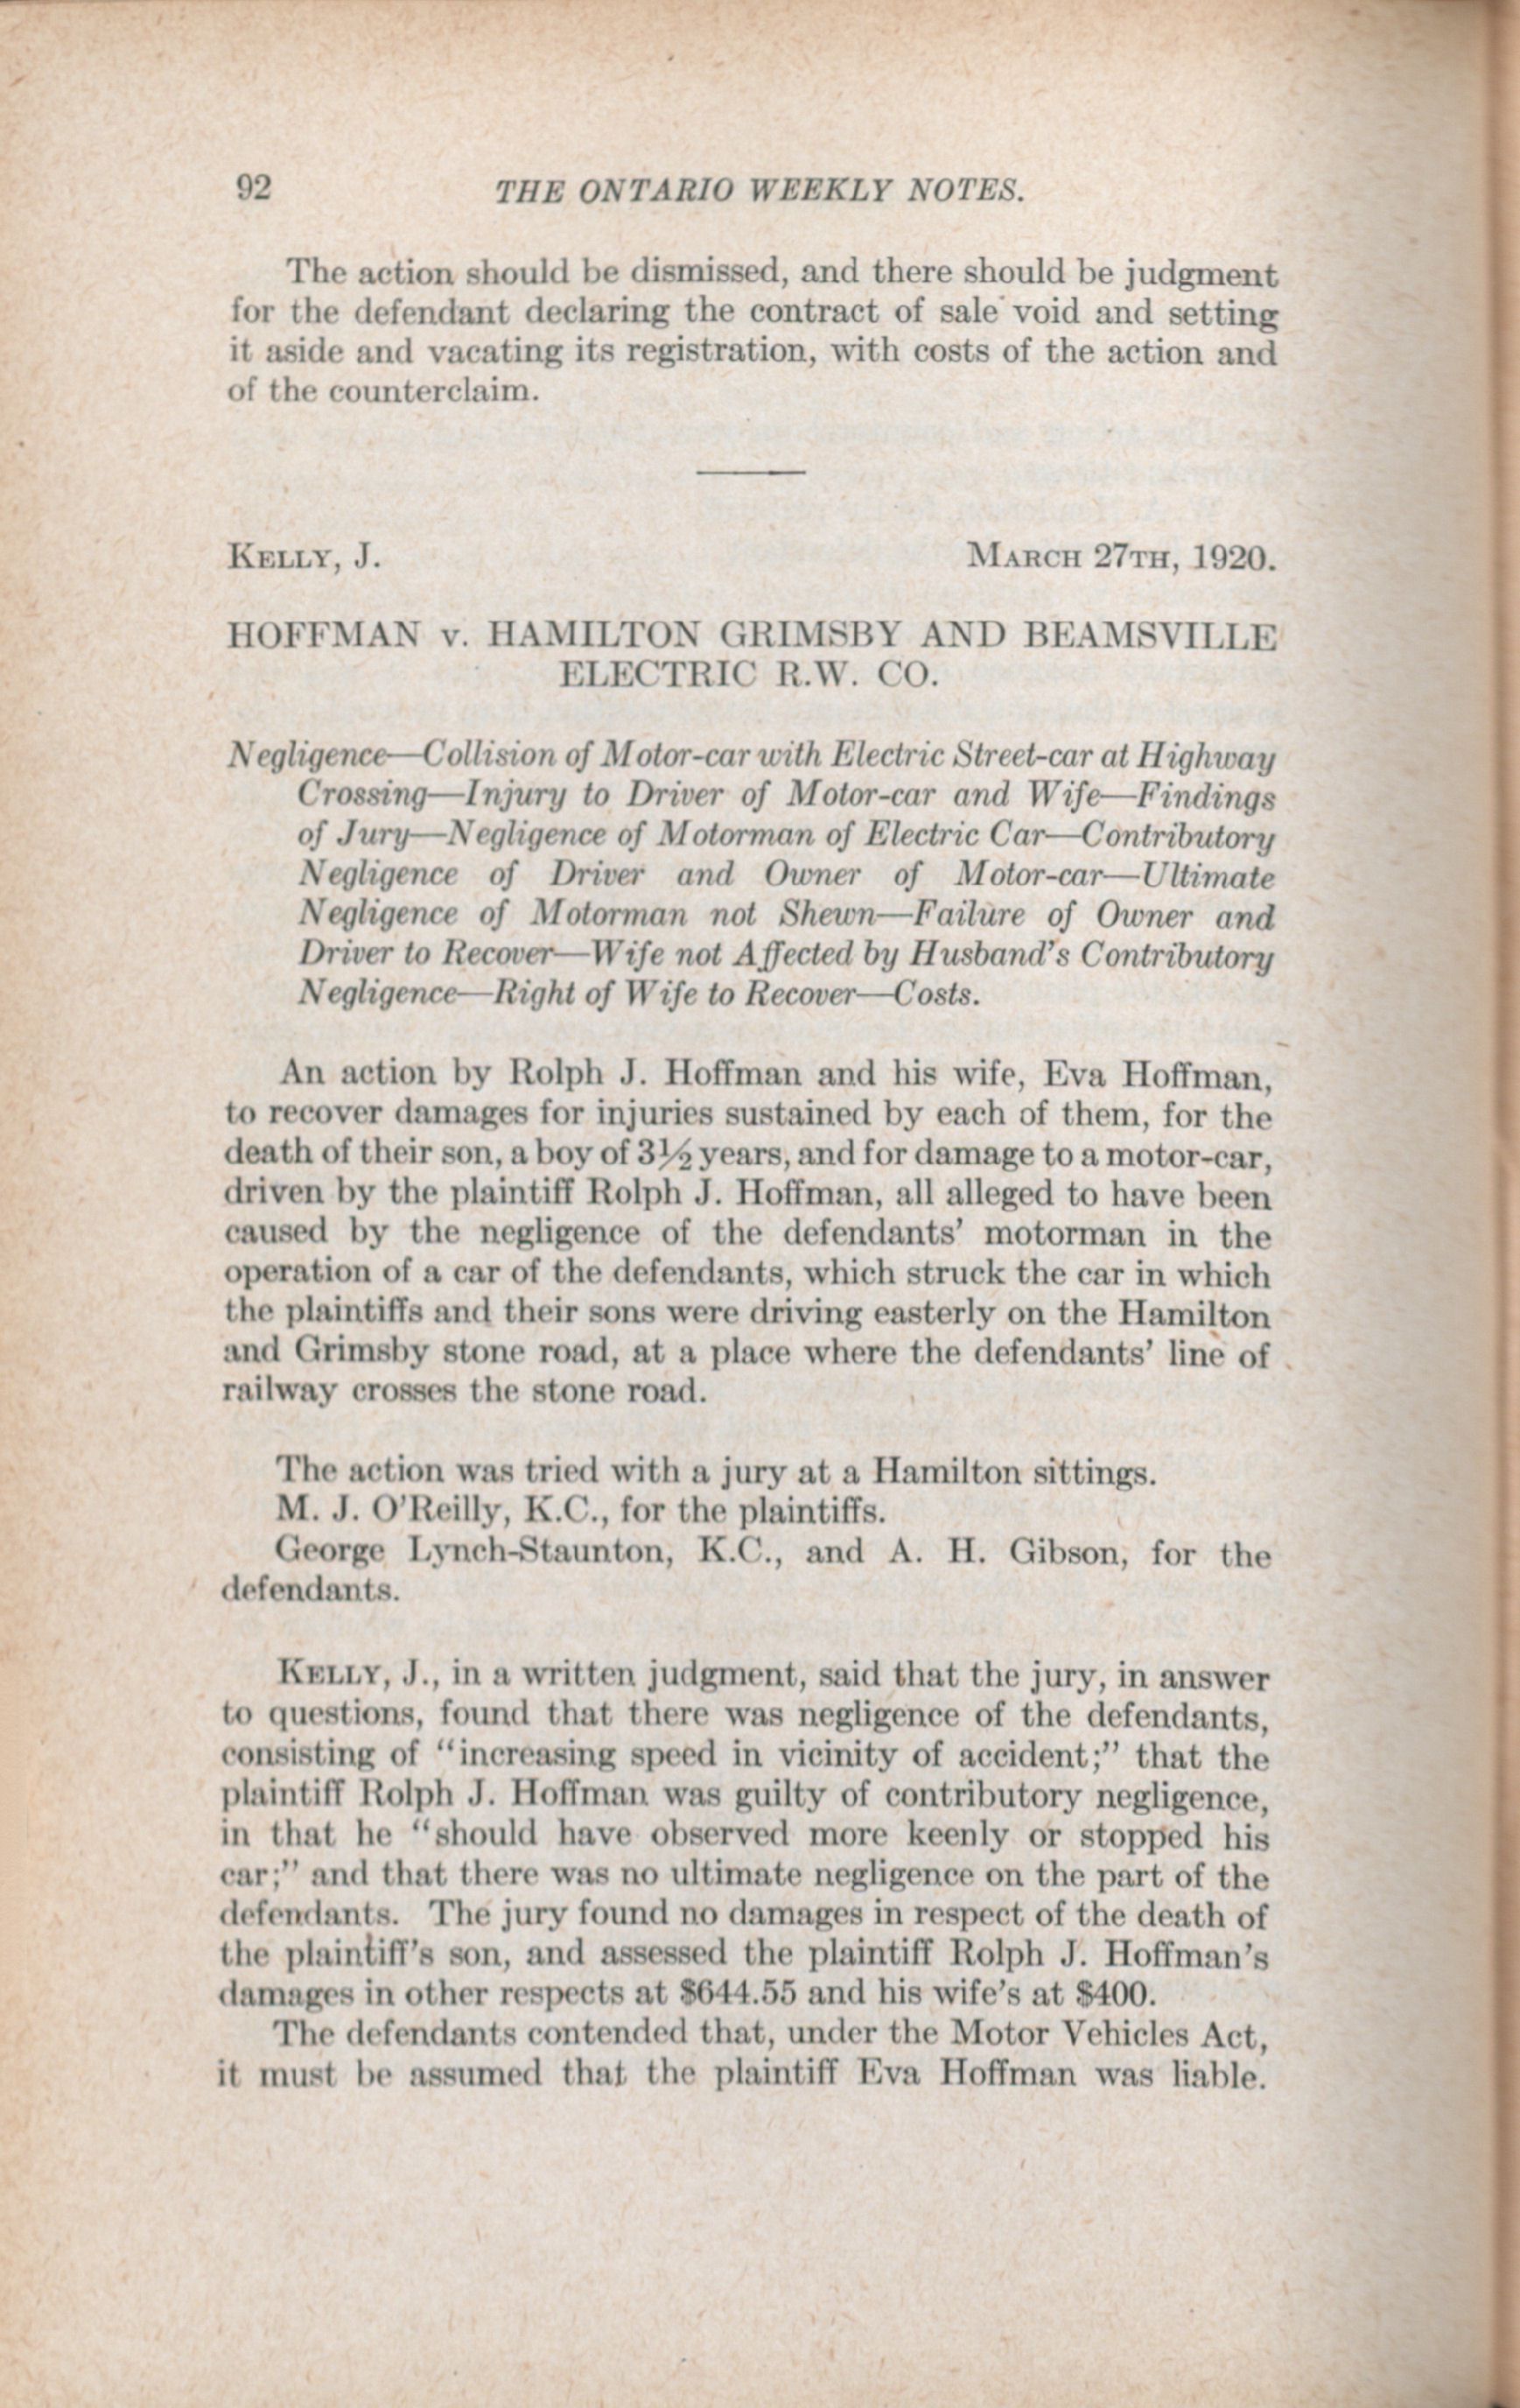 92 THE ONTARIO WEEKLY NOTES.
The action should be dismissed, and there should be judgment
for the defendant declaring the contract of sale void and setting
it aside and vacating its registration, with costs of the action and
of the counterclaim.
KELLY, J. MARCH 27TH, 1920.
HOFFMAN v. HAMILTON GRIMSBY AND BEAMSVILLE
ELECTRIC R.W. CO.
Negligence—Collision of Motor-car with Electric Street-car at Highway
Crossing—Injury to Driver of Motor-car and Wife—Findings
of Jury—Negligence of Motorman of Electric Car—Contributory
Negligence of Driver and Owner of Motor-car—Ultimate
Negligence of Motorman not Shewn—Failure of Owner and
Driver to Recover—Wife not Affected by Husband's Contributory
Negligence—Right of Wife to Recover—Costs.
An action by Rolph J. Hoffman and his wife, Eva Hoffman,
to recover damages for injuries sustained by each of them, for the
death of their son, a boy of 3½ years, and for damage to a motor-car,
driven by the plaintiff Rolph J. Hoffman, all alleged to have been
caused by the negligence of the defendants' motorman in the
operation of a car of the defendants, which struck the car in which
the plaintiffs and their sons were driving easterly on the Hamilton
and Grimsby stone road, at a place where the defendants' line of
railway crosses the stone road.
The action was tried with a jury at a Hamilton sittings.
M. J. O'Reilly, K.C., for the plaintiffs.
George Lynch-Staunton, K.C., and A. H. Gibson, for the
defendants.
KELLY, J., in a written judgment, said that the jury, in answer
to questions, found that there was negligence of the defendants,
consisting of "increasing speed in vicinity of accident;" that the
plaintiff Rolph J. Hoffman was guilty of contributory negligence,
in that he "should have observed more keenly or stopped his
car;" and that there was no ultimate negligence on the part of the
defendants. The jury found no damages in respect of the death of
the plaintiff's son, and assessed the plaintiff Rolph J. Hoffman's
damages in other respects at $644.55 and his wife's at $400.
The defendants contended that, under the Motor Vehicles Act,
it must be assumed that the plaintiff Eva Hoffman was liable.